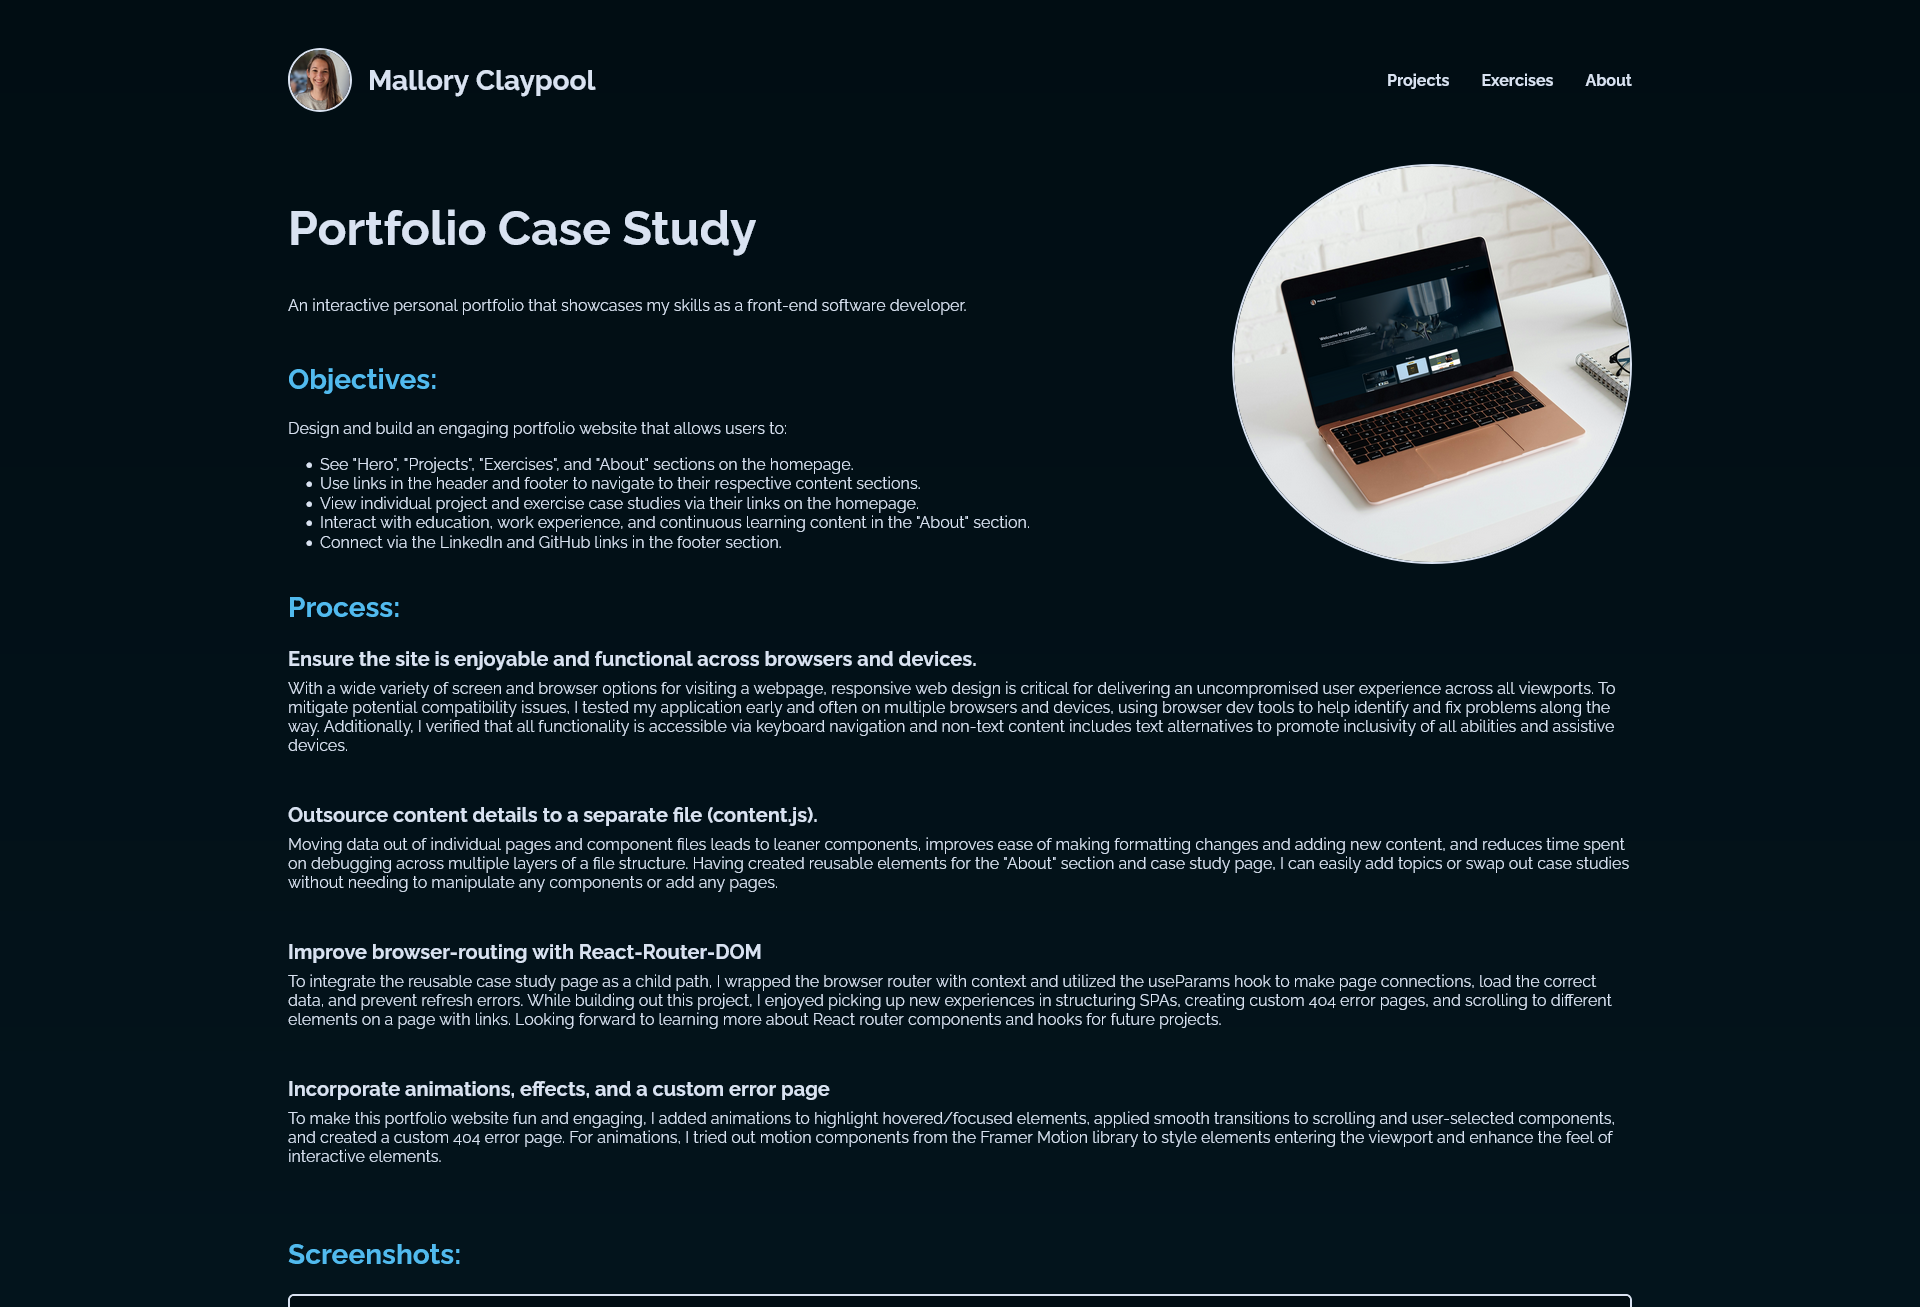 Mallory Claypool
Projects
Exercises
About
Portfolio Case Study
An interactive personal portfolio that showcases my skills as a front-end software developer.
Objectives:
Design and build an engaging portfolio website that allows users to:
• See "Hero", "Projects", "Exercises", and "About" sections on the homepage.
• Use links in the header and footer to navigate to their respective content sections.
• View individual project and exercise case studies via their links on the homepage.
• Interact with education, work experience, and continuous learning content in the "About" section.
• Connect via the LinkedIn and GitHub links in the footer section.
Welcome to my portfolio
Process:
Ensure the site is enjoyable and functional across browsers and devices.
With a wide variety of screen and browser options for visiting a webpage, responsive web design is critical for delivering an uncompromised user experience across all viewports. To
mitigate potential compatibility issues, I tested my application early and often on multiple browsers and devices, using browser dev tools to help identify and fix problems along the
way. Additionally, I verified that all functionality is accessible via keyboard navigation and non-text content includes text alternatives to promote inclusivity of all abilities and assistive
devices.
Outsource content details to a separate file (content.js).
Moving data out of individual pages and component files leads to leaner components, improves ease of making formatting changes and adding new content, and reduces time spent
on debugging across multiple layers of a file structure. Having created reusable elements for the "About" section and case study page, I can easily add topics or swap out case studies
without needing to manipulate any components or add any pages.
Improve browser-routing with React-Router-DOM
To integrate the reusable case study page as a child path, I wrapped the browser router with context and utilized the useParams hook to make page connections, load the correct
data, and prevent refresh errors. While building out this project, I enjoyed picking up new experiences in structuring SPAs, creating custom 404 error pages, and scrolling to different
elements on a page with links. Looking forward to learning more about React router components and hooks for future projects.
Incorporate animations, effects, and a custom error page
To make this portfolio website fun and engaging, I added animations to highlight hovered/focused elements, applied smooth transitions to scrolling and user-selected components,
and created a custom 404 error page. For animations, I tried out motion components from the Framer Motion library to style elements entering the viewport and enhance the feel of
interactive elements.
Screenshots: